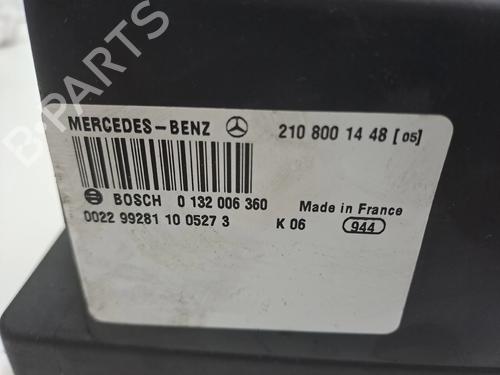 B-PARTS
MERCEDES-BENZ 210 800 14 48 [05]
BOSCH 0 132 006 360 Made in France
0022 99281 10 0527 3 K 06 944